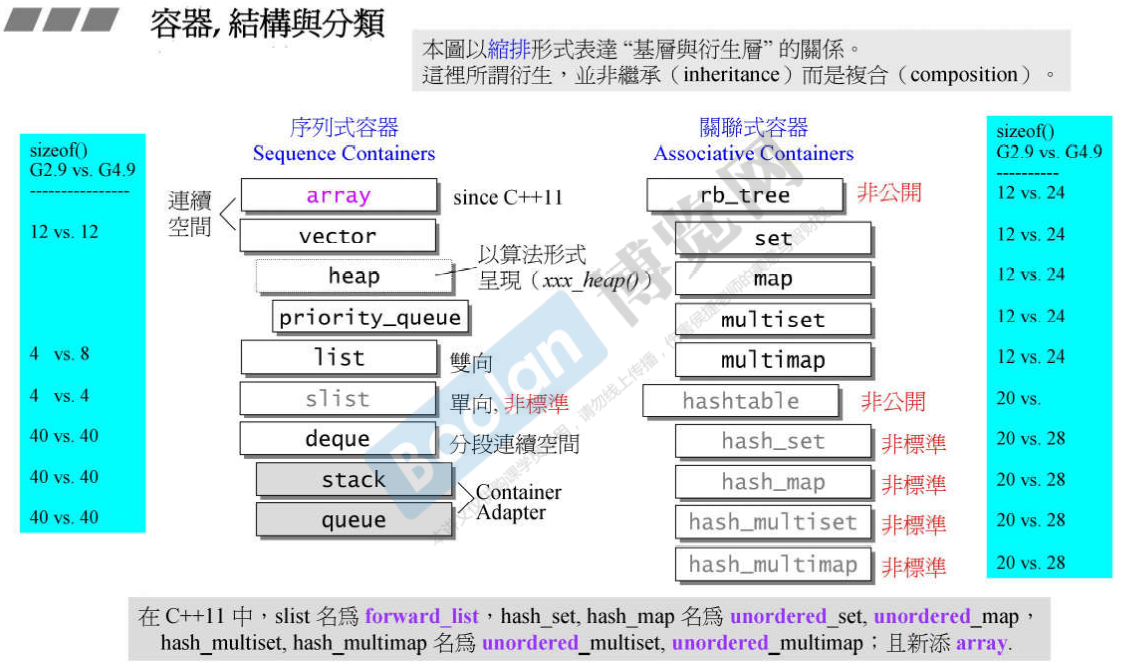 容器, 結構與分類
本圖以縮排形式表達 “基層與衍生層” 的關係。
這裡所謂衍生，並非繼承（inheritance）而是複合（composition）。
sizeof()
G2.9 vs. G4.9
----------------
12 vs. 12
4 vs. 8
4 vs. 4
40 vs. 40
40 vs. 40
40 vs. 40
序列式容器
Sequence Containers
連續
空間
array
since C++11
vector
heap
以算法形式
呈現（xxx_heap()）
priority_queue
list
雙向
slist
單向, 非標準
deque
分段連續空間
stack
queue
Container
Adapter
關聯式容器
Associative Containers
rb_tree
非公開
set
map
multiset
multimap
hashtable
非公開
hash_set
非標準
hash_map
非標準
hash_multiset
非標準
hash_multimap
非標準
sizeof()
G2.9 vs. G4.9
----------
12 vs. 24
12 vs. 24
12 vs. 24
12 vs. 24
12 vs. 24
20 vs.
20 vs. 28
20 vs. 28
20 vs. 28
20 vs. 28
Boolan
博览网
在 C++11 中，slist 名爲 forward_list，hash_set, hash_map 名爲 unordered_set, unordered_map，
hash_multiset, hash_multimap 名爲 unordered_multiset, unordered_multimap；且新添 array.